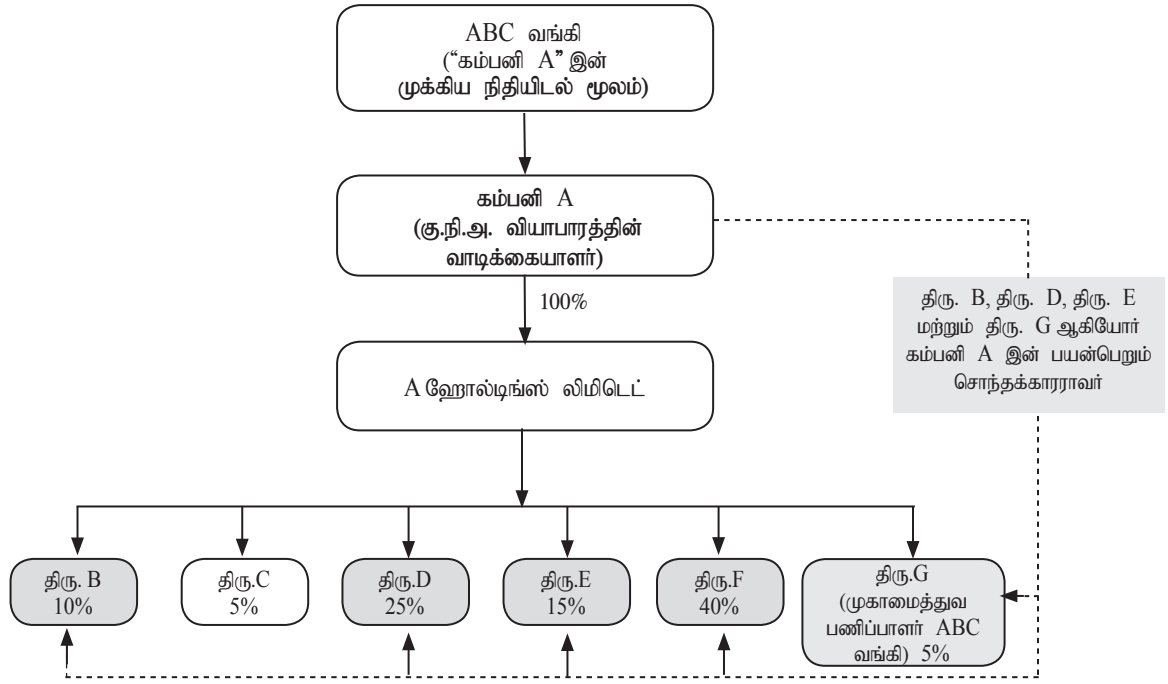 ABC வங்கி
(“கம்பனி A” இன்
முக்கிய நிதியிடல் மூலம்)
கம்பனி A
(கு.நி.அ. வியாபாரத்தின்
வாடிக்கையாளர்)
100%
திரு. B, திரு. D, திரு. E
மற்றும் திரு. G ஆகியோர்
கம்பனி A இன் பயன்பெறும்
சொந்தக்காரராவர்
A ஹோல்டிங்ஸ் லிமிடெட்
திரு. B
10%
திரு.C
5%
திரு.D
25%
திரு.E
15%
திரு.F
40%
திரு.G
(முகாமைத்துவ
பணிப்பாளர் ABC
வங்கி) 5%